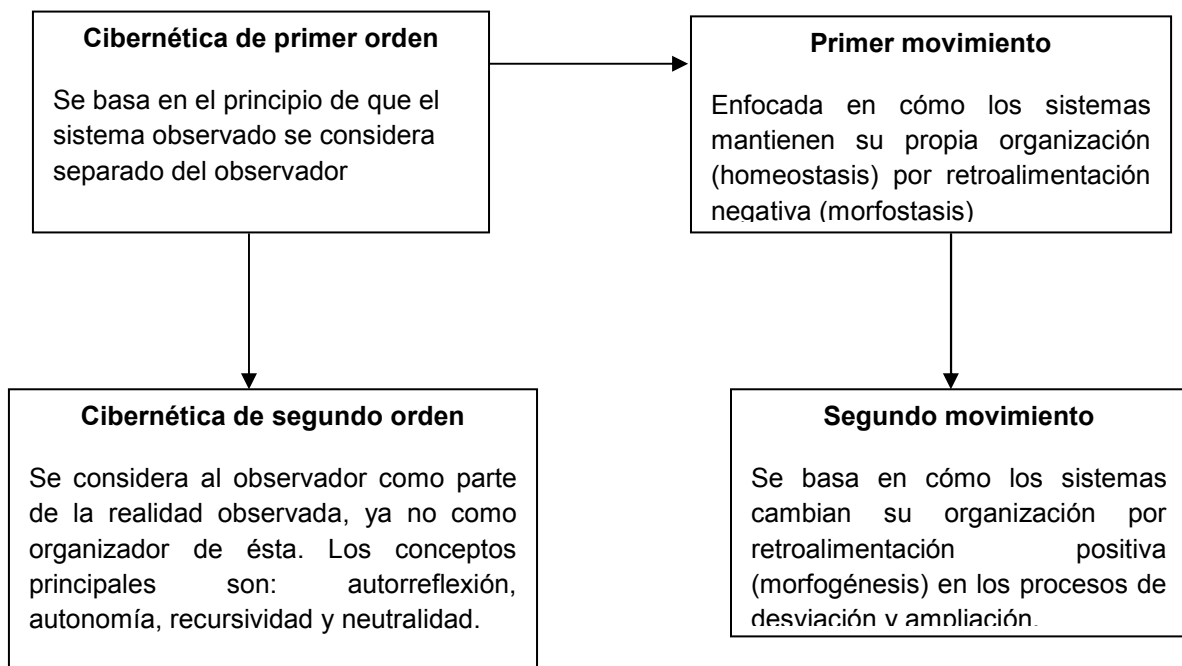 Cibernética de primer orden
Se basa en el principio de que el
sistema observado se considera
separado del observador
Primer movimiento
Enfocada en cómo los sistemas
mantienen su propia organización
(homeostasis) por retroalimentación
negativa (morfostasis)
Cibernética de segundo orden
Se considera al observador como parte
de la realidad observada, ya no como
organizador de ésta. Los conceptos
principales son: autorreflexión,
autonomía, recursividad y neutralidad.
Segundo movimiento
Se basa en cómo los sistemas
cambian su organización por
retroalimentación positiva
(morfogénesis) en los procesos de
desviación y ampliación.